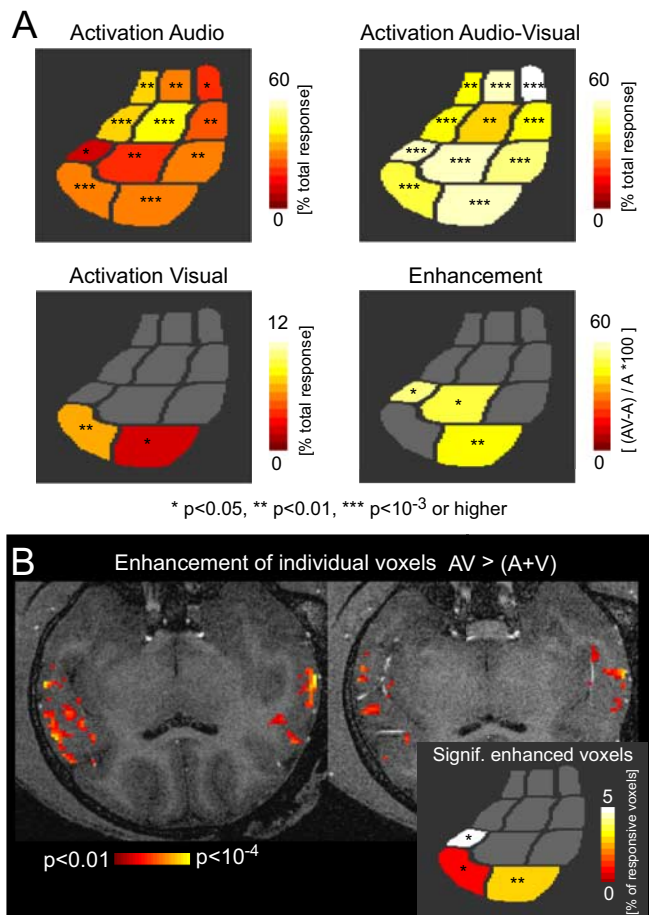 A
Activation Audio
** ** *
*** *** **
* ** **
*** ***
60
0
[% total response]
Activation Audio-Visual
** *** ***
*** ** ***
*** *** ***
*** ***
60
0
[% total response]
Activation Visual
** *
12
0
[% total response]
Enhancement
* *
**
60
0
[ (AV-A) / A *100 ]
* p<0.05, ** p<0.01, *** p<10-3 or higher
B
Enhancement of individual voxels AV > (A+V)
p<0.01 p<10-4
Signif. enhanced voxels
*
* **
5
0
[% of responsive voxels]